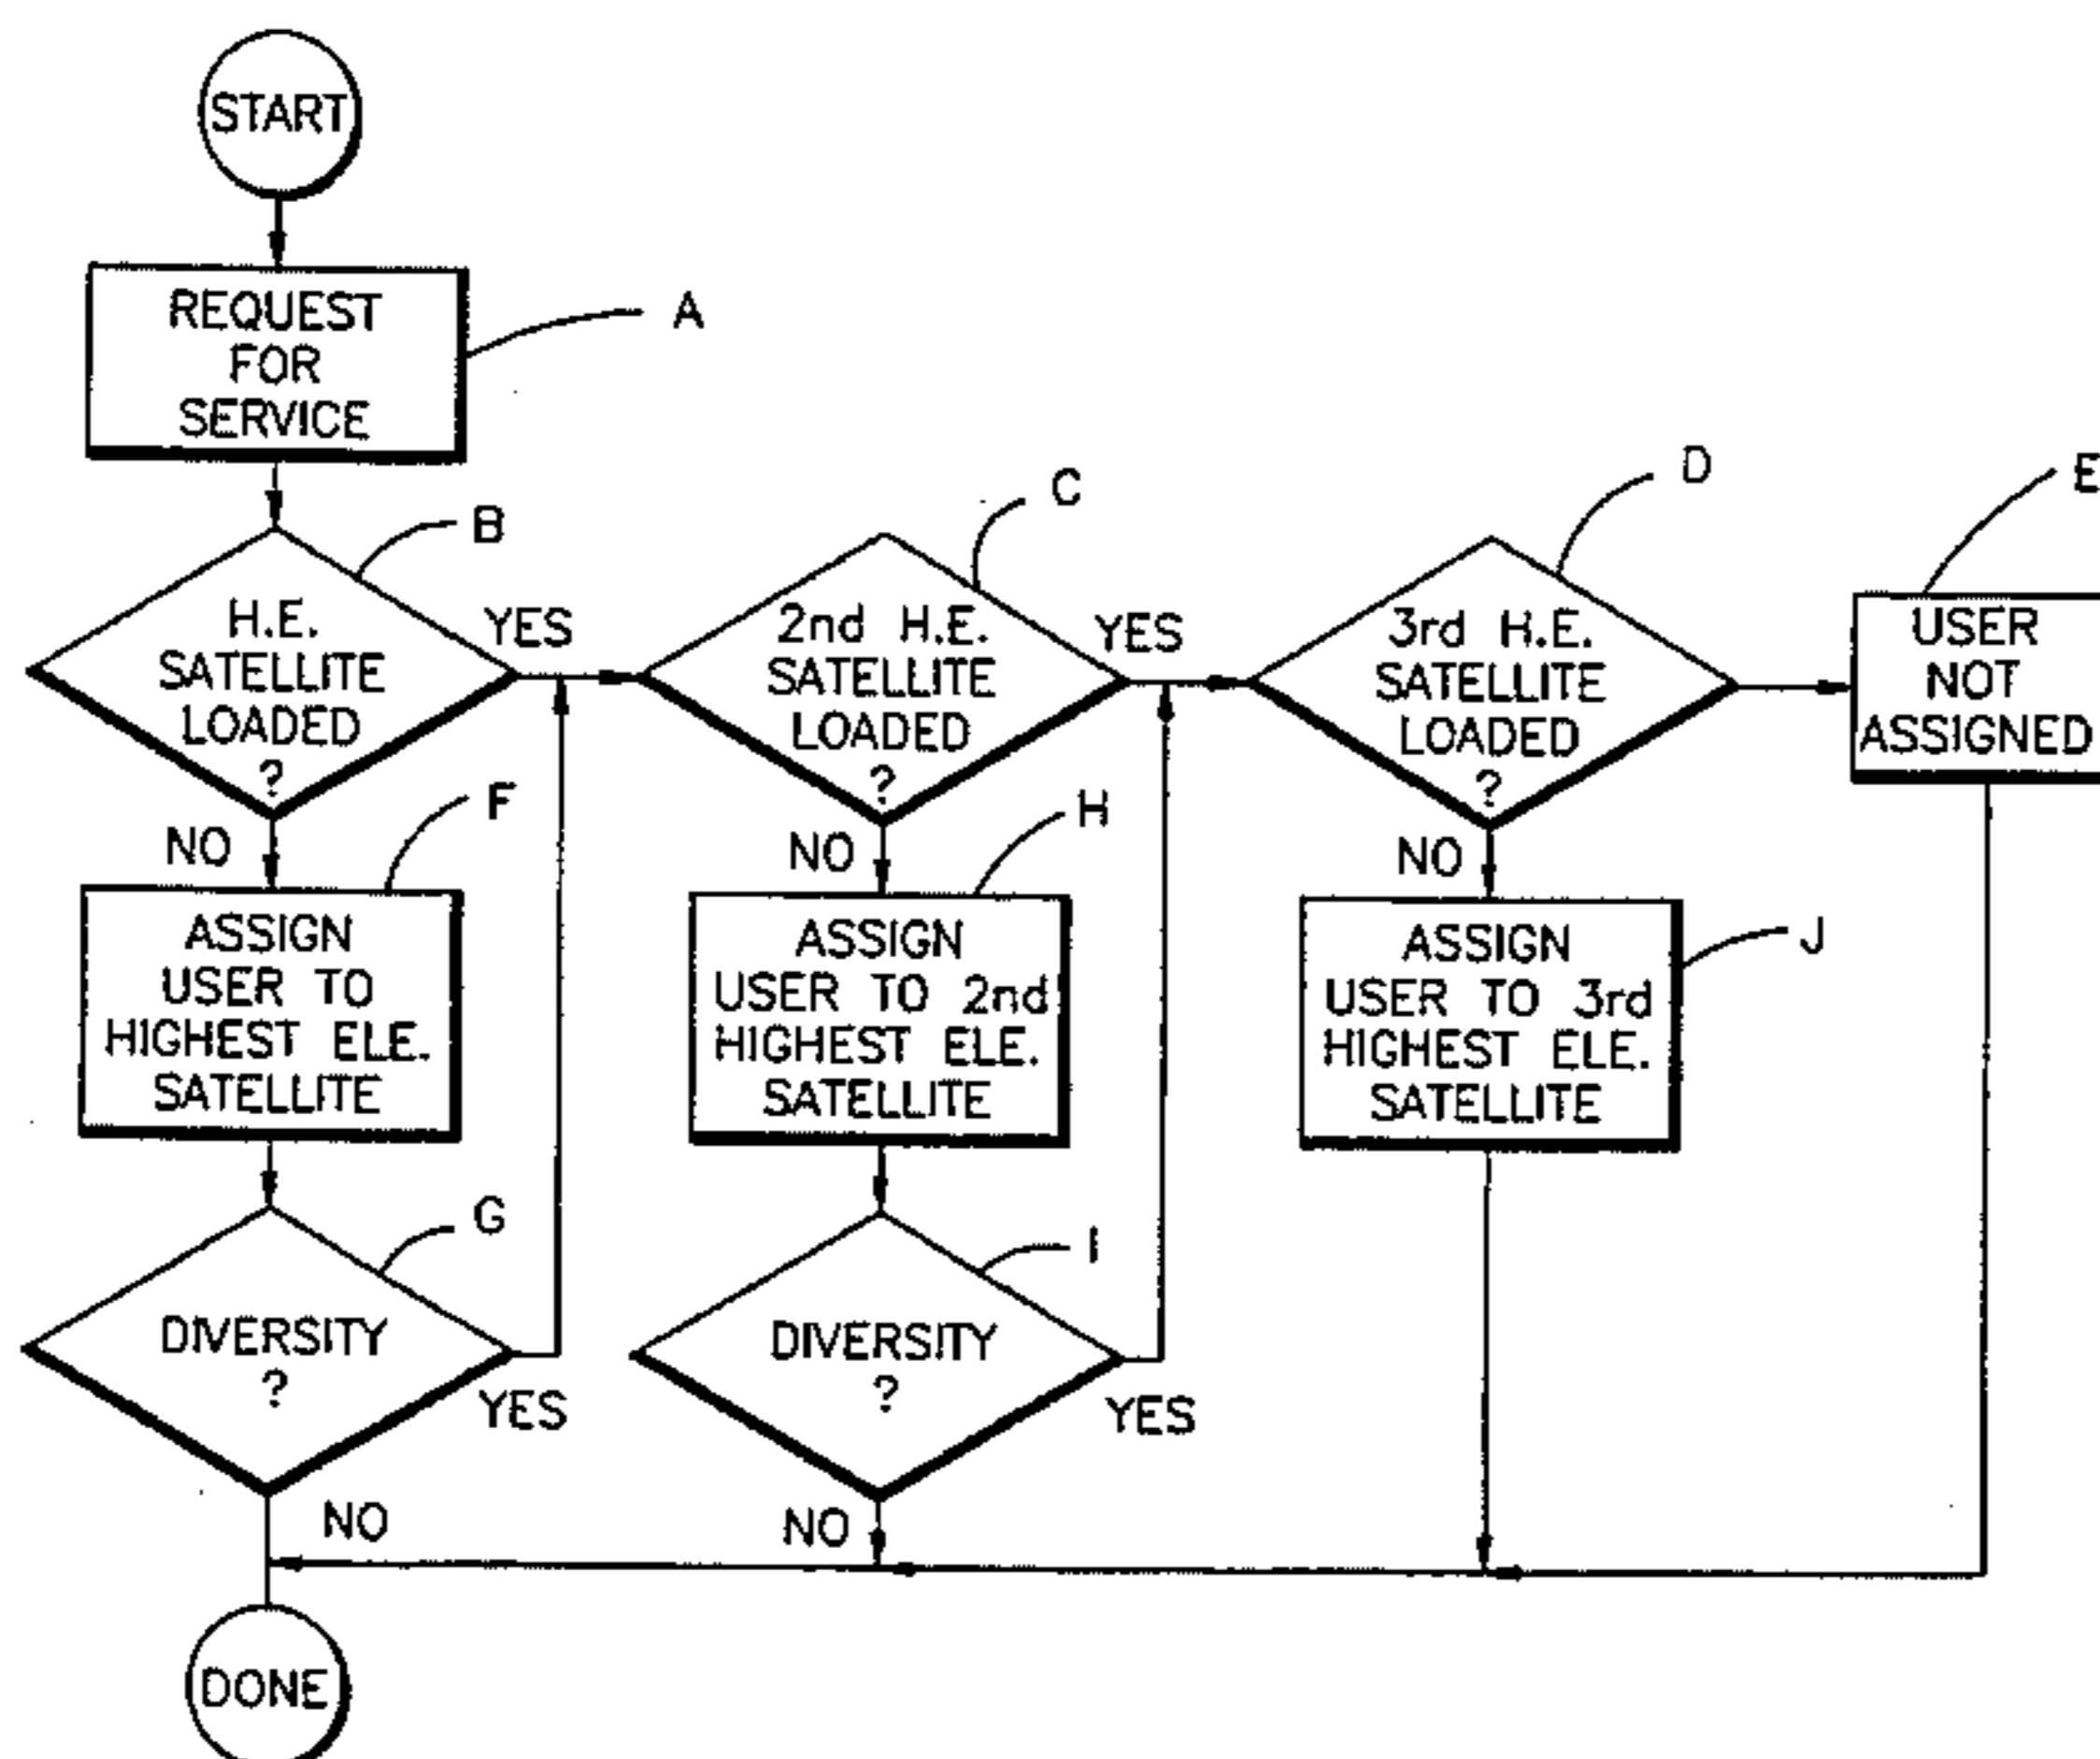 START
REQUEST
FOR
SERVICE
A
B
H.E.
SATELLITE
LOADED
?
YES
NO
C
2nd H.E.
SATELLITE
LOADED
?
YES
NO
D
3rd H.E.
SATELLITE
LOADED
?
NO
E
USER
NOT
ASSIGNED
F
ASSIGN
USER TO
HIGHEST ELE.
SATELLITE
H
ASSIGN
USER TO 2nd
HIGHEST ELE.
SATELLITE
J
ASSIGN
USER TO 3rd
HIGHEST ELE.
SATELLITE
G
DIVERSITY
?
YES
NO
I
DIVERSITY
?
YES
NO
DONE